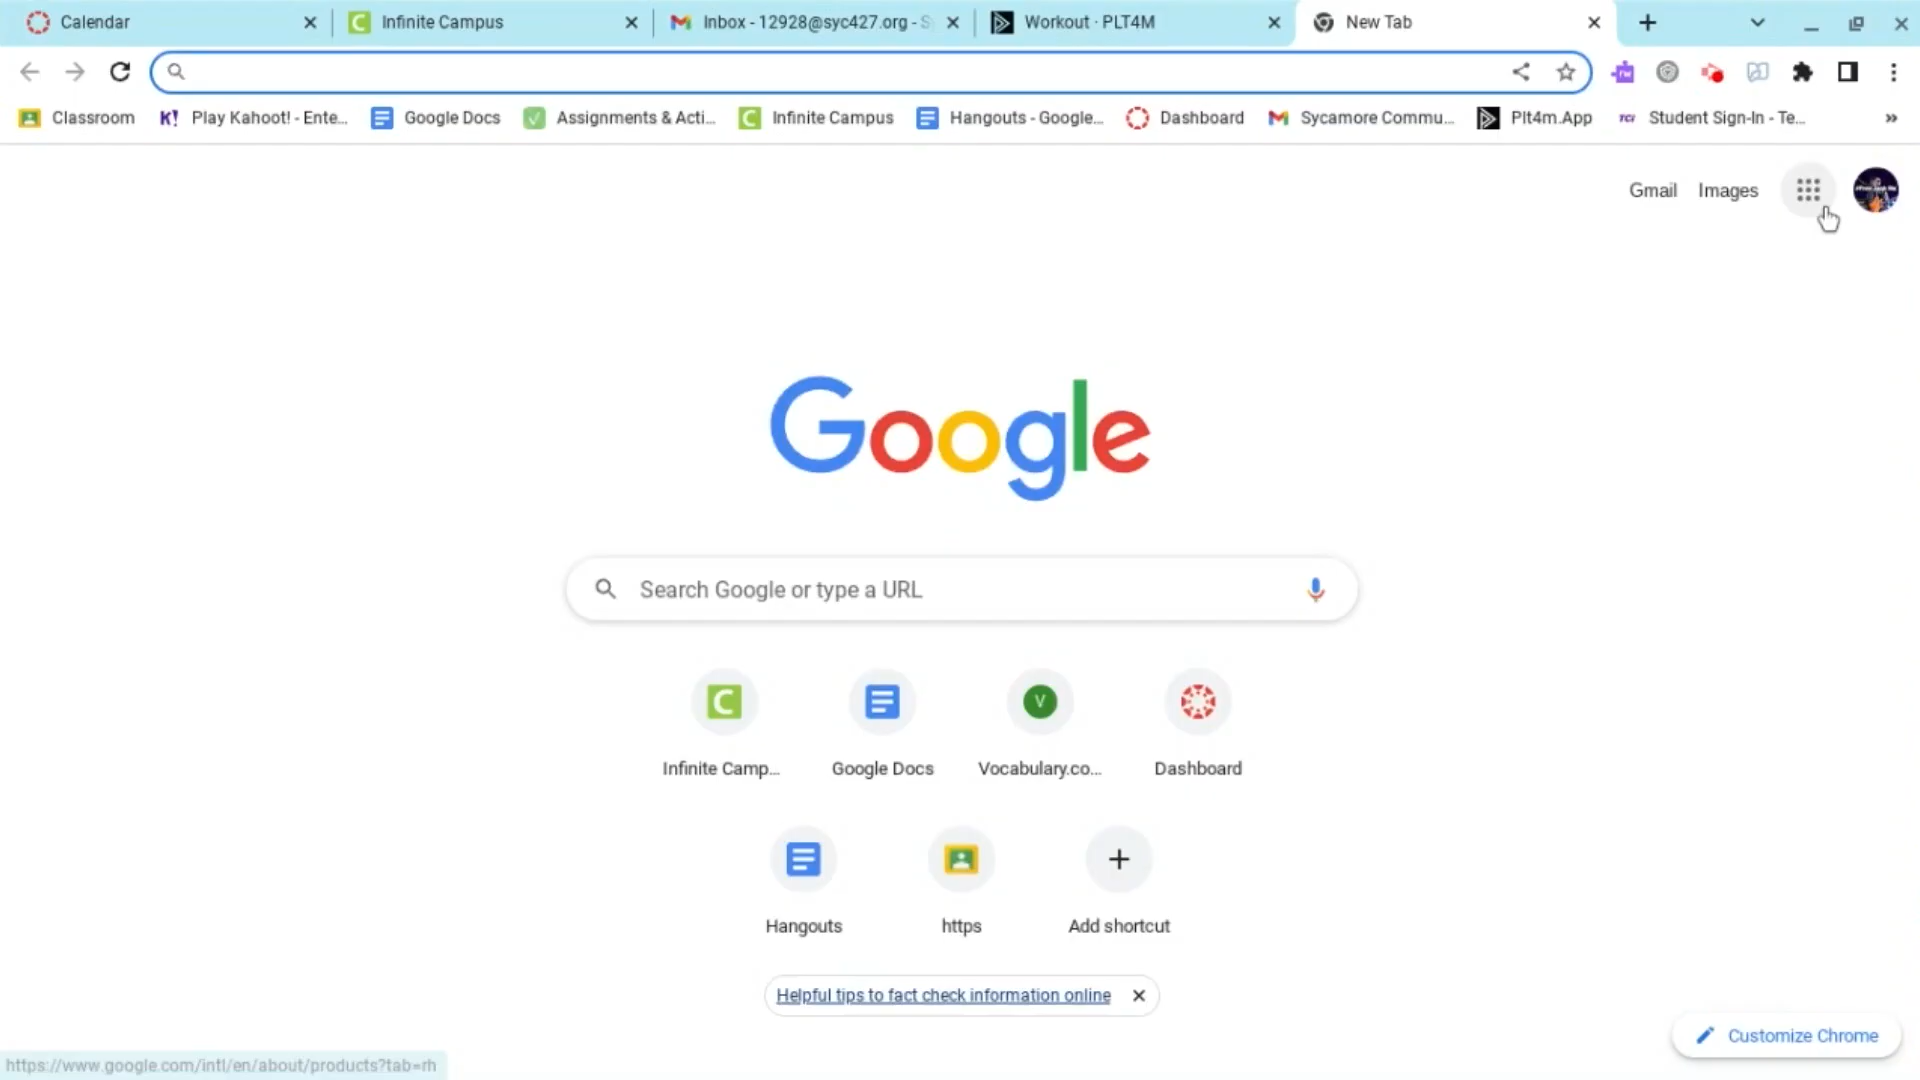 Calendar
Infinite Campus
Inbox - 12928@syc427.org - S
Workout · PLT4M
New Tab
Classroom
K! Play Kahoot! - Ente...
Google Docs
Assignments & Acti...
C Infinite Campus
Hangouts - Google...
Dashboard
Sycamore Commu...
Plt4m.App
TCI Student Sign-In - Te...
»
Gmail
Images
Google
Search Google or type a URL
C
V
Infinite Camp...
Google Docs
Vocabulary.co...
Dashboard
Hangouts
https
Add shortcut
Helpful tips to fact check information online
Customize Chrome
https://www.google.com/intl/en/about/products?tab=rh